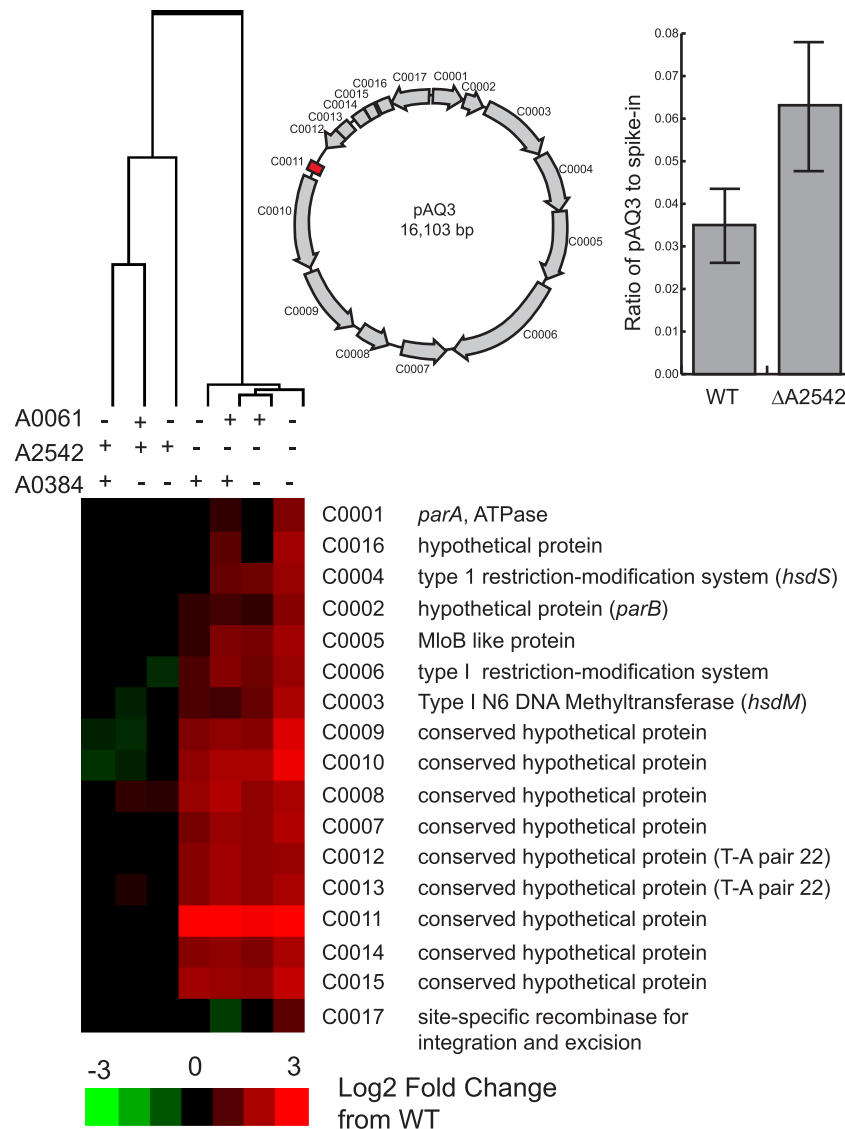 C0001
C0002
C0003
C0004
C0005
C0006
C0007
C0008
C0009
C0010
C0011
C0012
C0013
C0014
C0015
C0016
C0017
pAQ3
16,103 bp
Ratio of pAQ3 to spike-in
0.08
0.07
0.06
0.05
0.04
0.03
0.02
0.01
0.00
WT ΔA2542
A0061 - + - - + + -
A2542 + + + - - - -
A0384 + - - + + - -
C0001 parA, ATPase
C0016 hypothetical protein
C0004 type 1 restriction-modification system (hsdS)
C0002 hypothetical protein (parB)
C0005 MloB like protein
C0006 type I restriction-modification system
C0003 Type I N6 DNA Methyltransferase (hsdM)
C0009 conserved hypothetical protein
C0010 conserved hypothetical protein
C0008 conserved hypothetical protein
C0007 conserved hypothetical protein
C0012 conserved hypothetical protein (T-A pair 22)
C0013 conserved hypothetical protein (T-A pair 22)
C0011 conserved hypothetical protein
C0014 conserved hypothetical protein
C0015 conserved hypothetical protein
C0017 site-specific recombinase for
integration and excision
-3 0 3
Log2 Fold Change
from WT